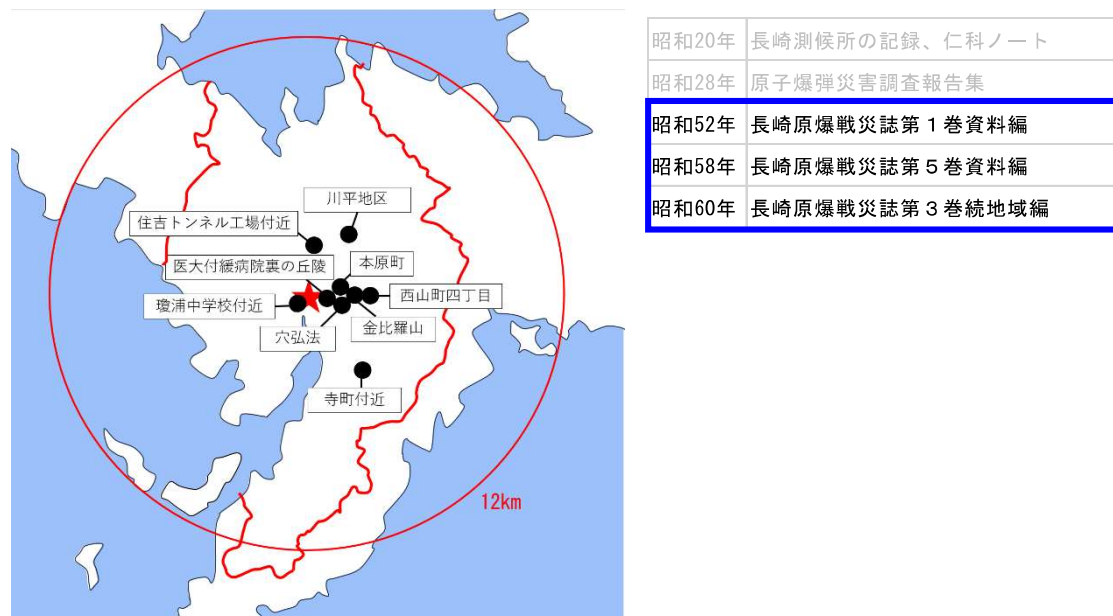 川平地区
住吉トンネル工場付近
医大付緩病院裏の丘陵
本原町
瓊浦中学校付近
西山町四丁目
穴弘法
金比羅山
寺町付近
12km
昭和20年 長崎測候所の記録、仁科ノート
昭和28年 原子爆弾災害調査報告集
昭和52年 長崎原爆戦災誌第１巻資料編
昭和58年 長崎原爆戦災誌第５巻資料編
昭和60年 長崎原爆戦災誌第３巻続地域編